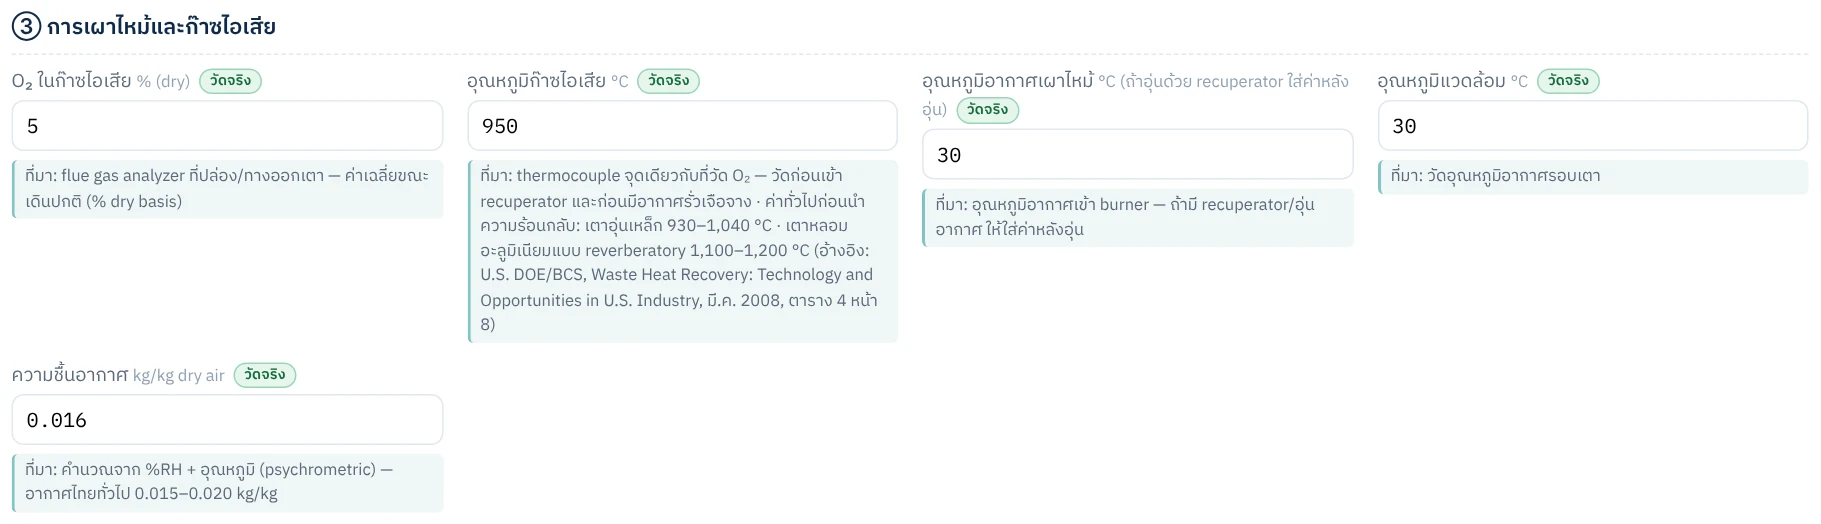 ③ การเผาไหม้และก๊าซไอเสีย
O₂ ในก๊าซไอเสีย % (dry) วัดจริง
5
ที่มา: flue gas analyzer ที่ปล่อง/ทางออกเตา — ค่าเฉลี่ยขณะ
เดินปกติ (% dry basis)
อุณหภูมิก๊าซไอเสีย °C วัดจริง
950
ที่มา: thermocouple จุดเดียวกับที่วัด O₂ — วัดก่อนเข้า
recuperator และก่อนมีอากาศรั่วเจือจาง · ค่าทั่วไปก่อนนำ
ความร้อนกลับ: เตาอุ่นเหล็ก 930–1,040 °C · เตาหลอม
อะลูมิเนียมแบบ reverberatory 1,100–1,200 °C (อ้างอิง:
U.S. DOE/BCS, Waste Heat Recovery: Technology and
Opportunities in U.S. Industry, มี.ค. 2008, ตาราง 4 หน้า
8)
อุณหภูมิอากาศเผาไหม้ °C (ถ้าอุ่นด้วย recuperator ใส่ค่าหลัง
อุ่น) วัดจริง
30
ที่มา: อุณหภูมิอากาศเข้า burner — ถ้ามี recuperator/อุ่น
อากาศ ให้ใส่ค่าหลังอุ่น
อุณหภูมิแวดล้อม °C วัดจริง
30
ที่มา: วัดอุณหภูมิอากาศรอบเตา
ความชื้นอากาศ kg/kg dry air วัดจริง
0.016
ที่มา: คำนวณจาก %RH + อุณหภูมิ (psychrometric) —
อากาศไทยทั่วไป 0.015–0.020 kg/kg